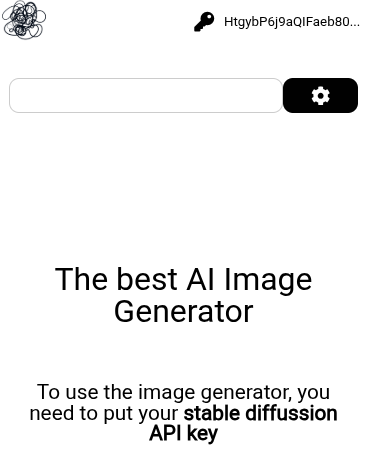 HtgybP6j9aQIFaeb80...
The best AI Image
Generator
To use the image generator, you
need to put your stable diffussion
API key